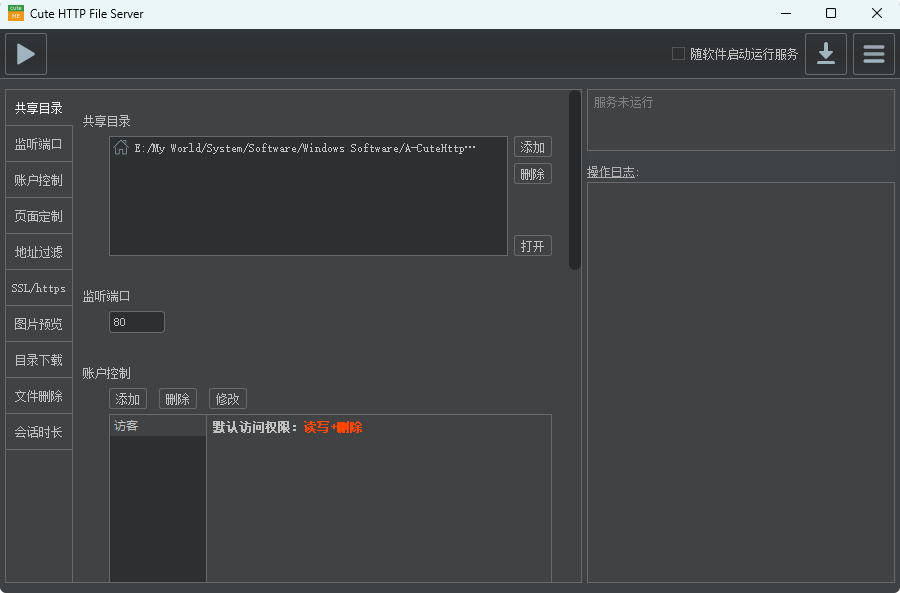 cute
ME
Cute HTTP File Server
随软件启动运行服务
共享目录
监听端口
账户控制
页面定制
地址过滤
SSL/https
图片预览
目录下载
文件删除
会话时长
共享目录
E:/My World/System/Software/Windows Software/A-CuteHttp…
添加
删除
打开
监听端口
80
账户控制
添加
删除
修改
访客
默认访问权限：读写+删除
服务未运行
操作日志: